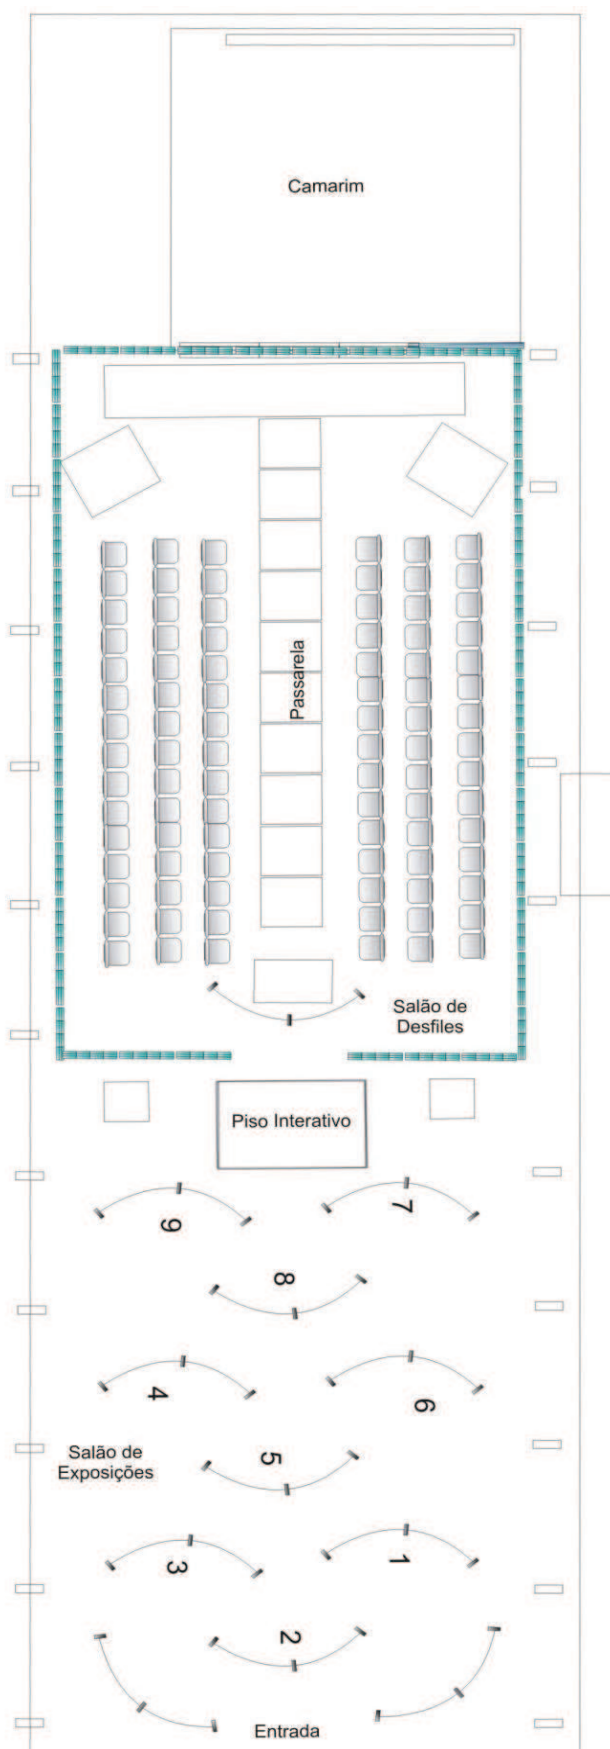 Camarim
Passarela
Salão de
Desfiles
Piso Interativo
9
7
8
4
6
5
Salão de
Exposições
3
1
2
Entrada